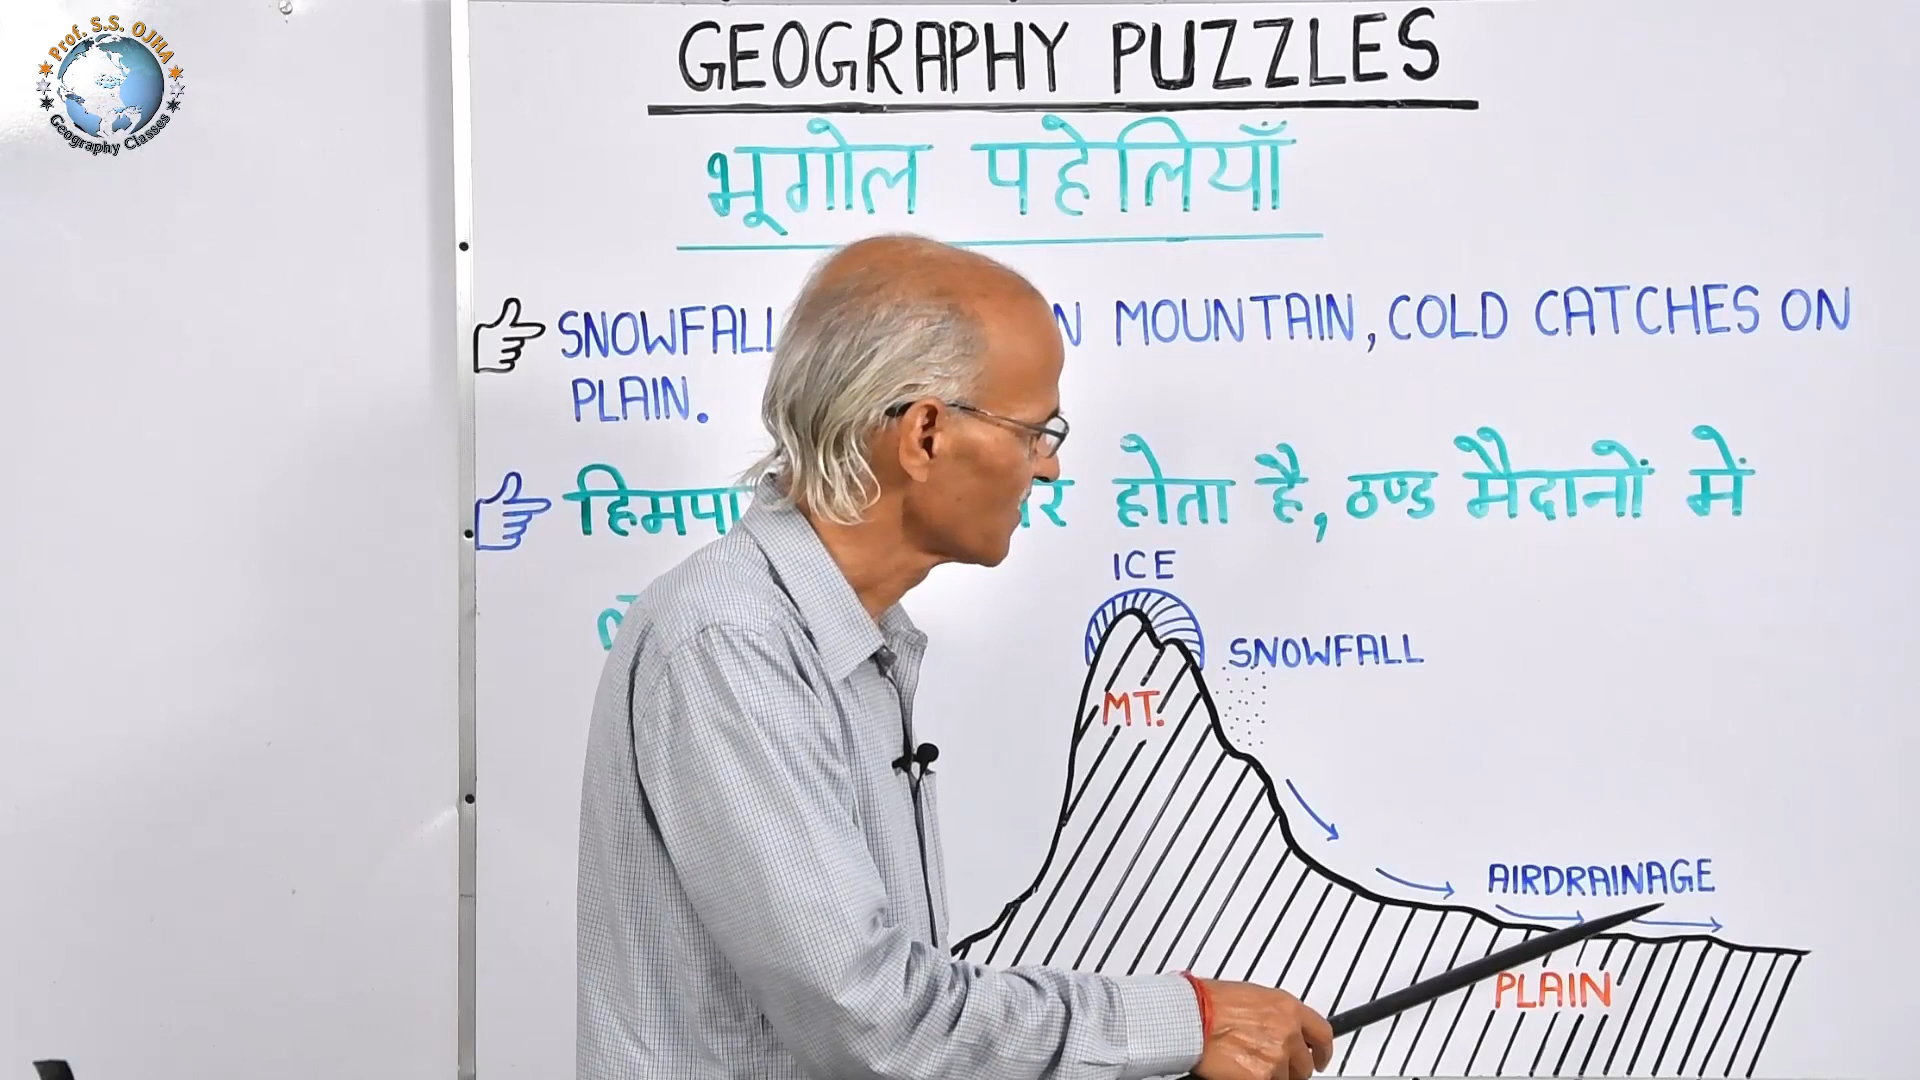 Prof. S.S. OJHA
Geography Classes
GEOGRAPHY PUZZLES
भूगोल पहेलियाँ
SNOWFALL MOUNTAIN, COLD CATCHES ON
PLAIN.
होता है, ठण्ड मैदानों में
ICE
SNOWFALL
MT.
AIRDRAINAGE
PLAIN